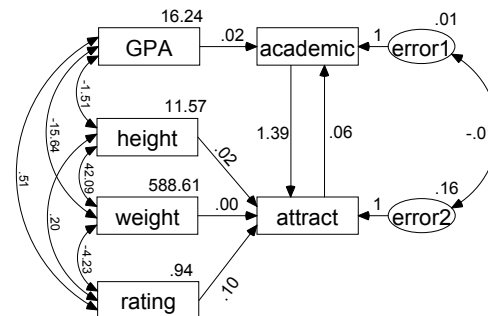 16.24
.01
GPA
.02
academic
1
error1
-1.51
11.57
-15.64
height
1.39
.06
-.0
.02
.51
42.09
588.61
.16
.20
weight
.00
attract
1
error2
-4.23
.94
.10
rating